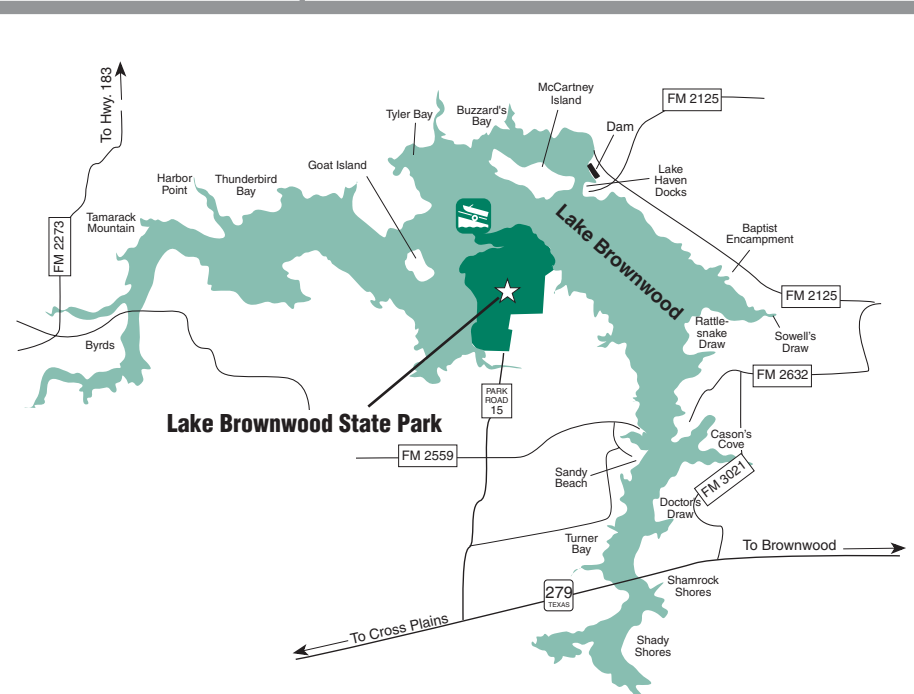 To Hwy. 183
McCartney
Island
FM 2125
Tyler Bay
Buzzard's
Bay
Dam
Goat Island
Harbor
Point
Thunderbird
Bay
Lake
Haven
Docks
Tamarack
Mountain
FM 2273
Lake Brownwood
Baptist
Encampment
FM 2125
Rattle-
snake
Draw
Sowell's
Draw
Byrds
FM 2632
PARK
ROAD
15
Lake Brownwood State Park
Cason's
Cove
FM 2559
Sandy
Beach
FM 3021
Doctor's
Draw
Turner
Bay
To Brownwood
279
TEXAS
Shamrock
Shores
To Cross Plains
Shady
Shores